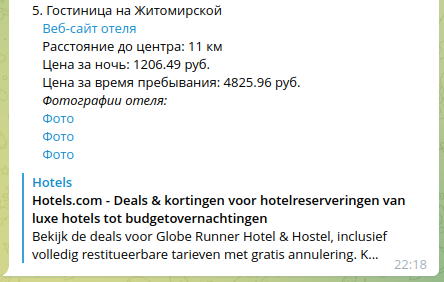 5. Гостиница на Житомирской
Веб-сайт отеля
Расстояние до центра: 11 км
Цена за ночь: 1206.49 руб.
Цена за время пребывания: 4825.96 руб.
Фотографии отеля:
Фото
Фото
Фото
Hotels
Hotels.com - Deals & kortingen voor hotelreserveringen van
luxe hotels tot budgetovernachtingen
Bekijk de deals voor Globe Runner Hotel & Hostel, inclusief
volledig restitueerbare tarieven met gratis annulering. K...
22:18